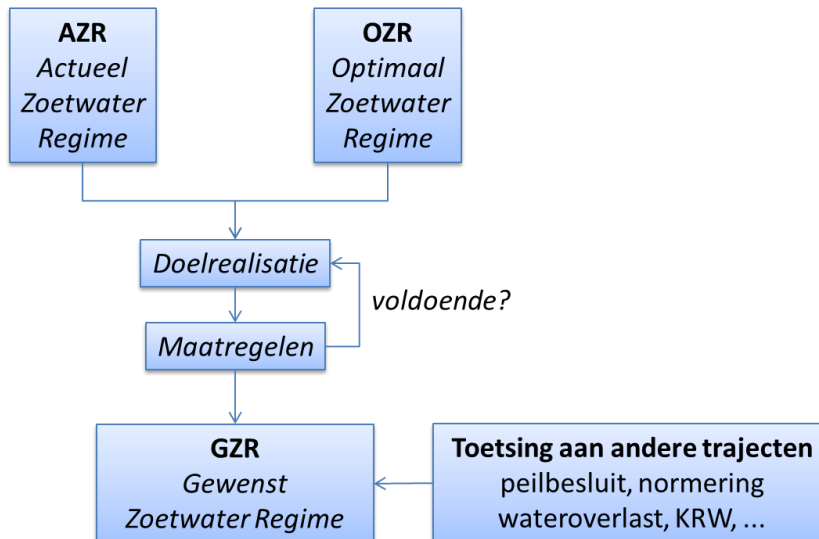 AZR
Actueel
Zoetwater
Regime
OZR
Optimaal
Zoetwater
Regime
Doelrealisatie
voldoende?
Maatregelen
GZR
Gewenst
Zoetwater Regime
Toetsing aan andere trajecten
peilbesluit, normering
wateroverlast, KRW, ...